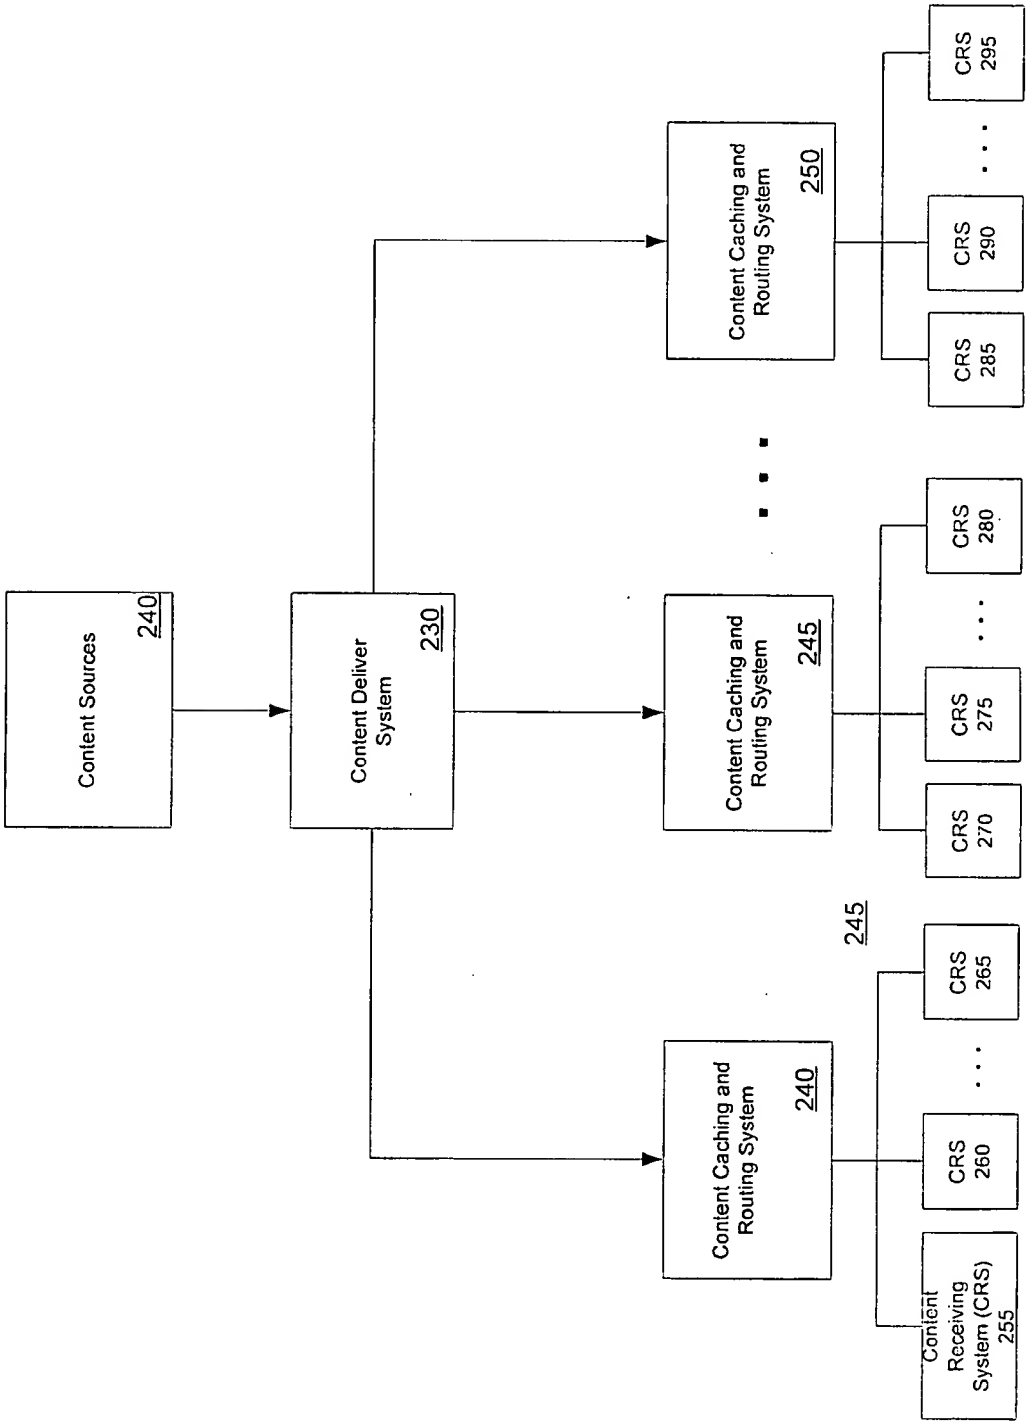 Content Sources
240
Content Deliver
System
230
Content Caching and
Routing System
240
Content Caching and
Routing System
245
. . .
Content Caching and
Routing System
250
245
Content
Receiving
System (CRS)
255
CRS
260
. . .
CRS
265
CRS
270
CRS
275
. . .
CRS
280
CRS
285
CRS
290
. . .
CRS
295